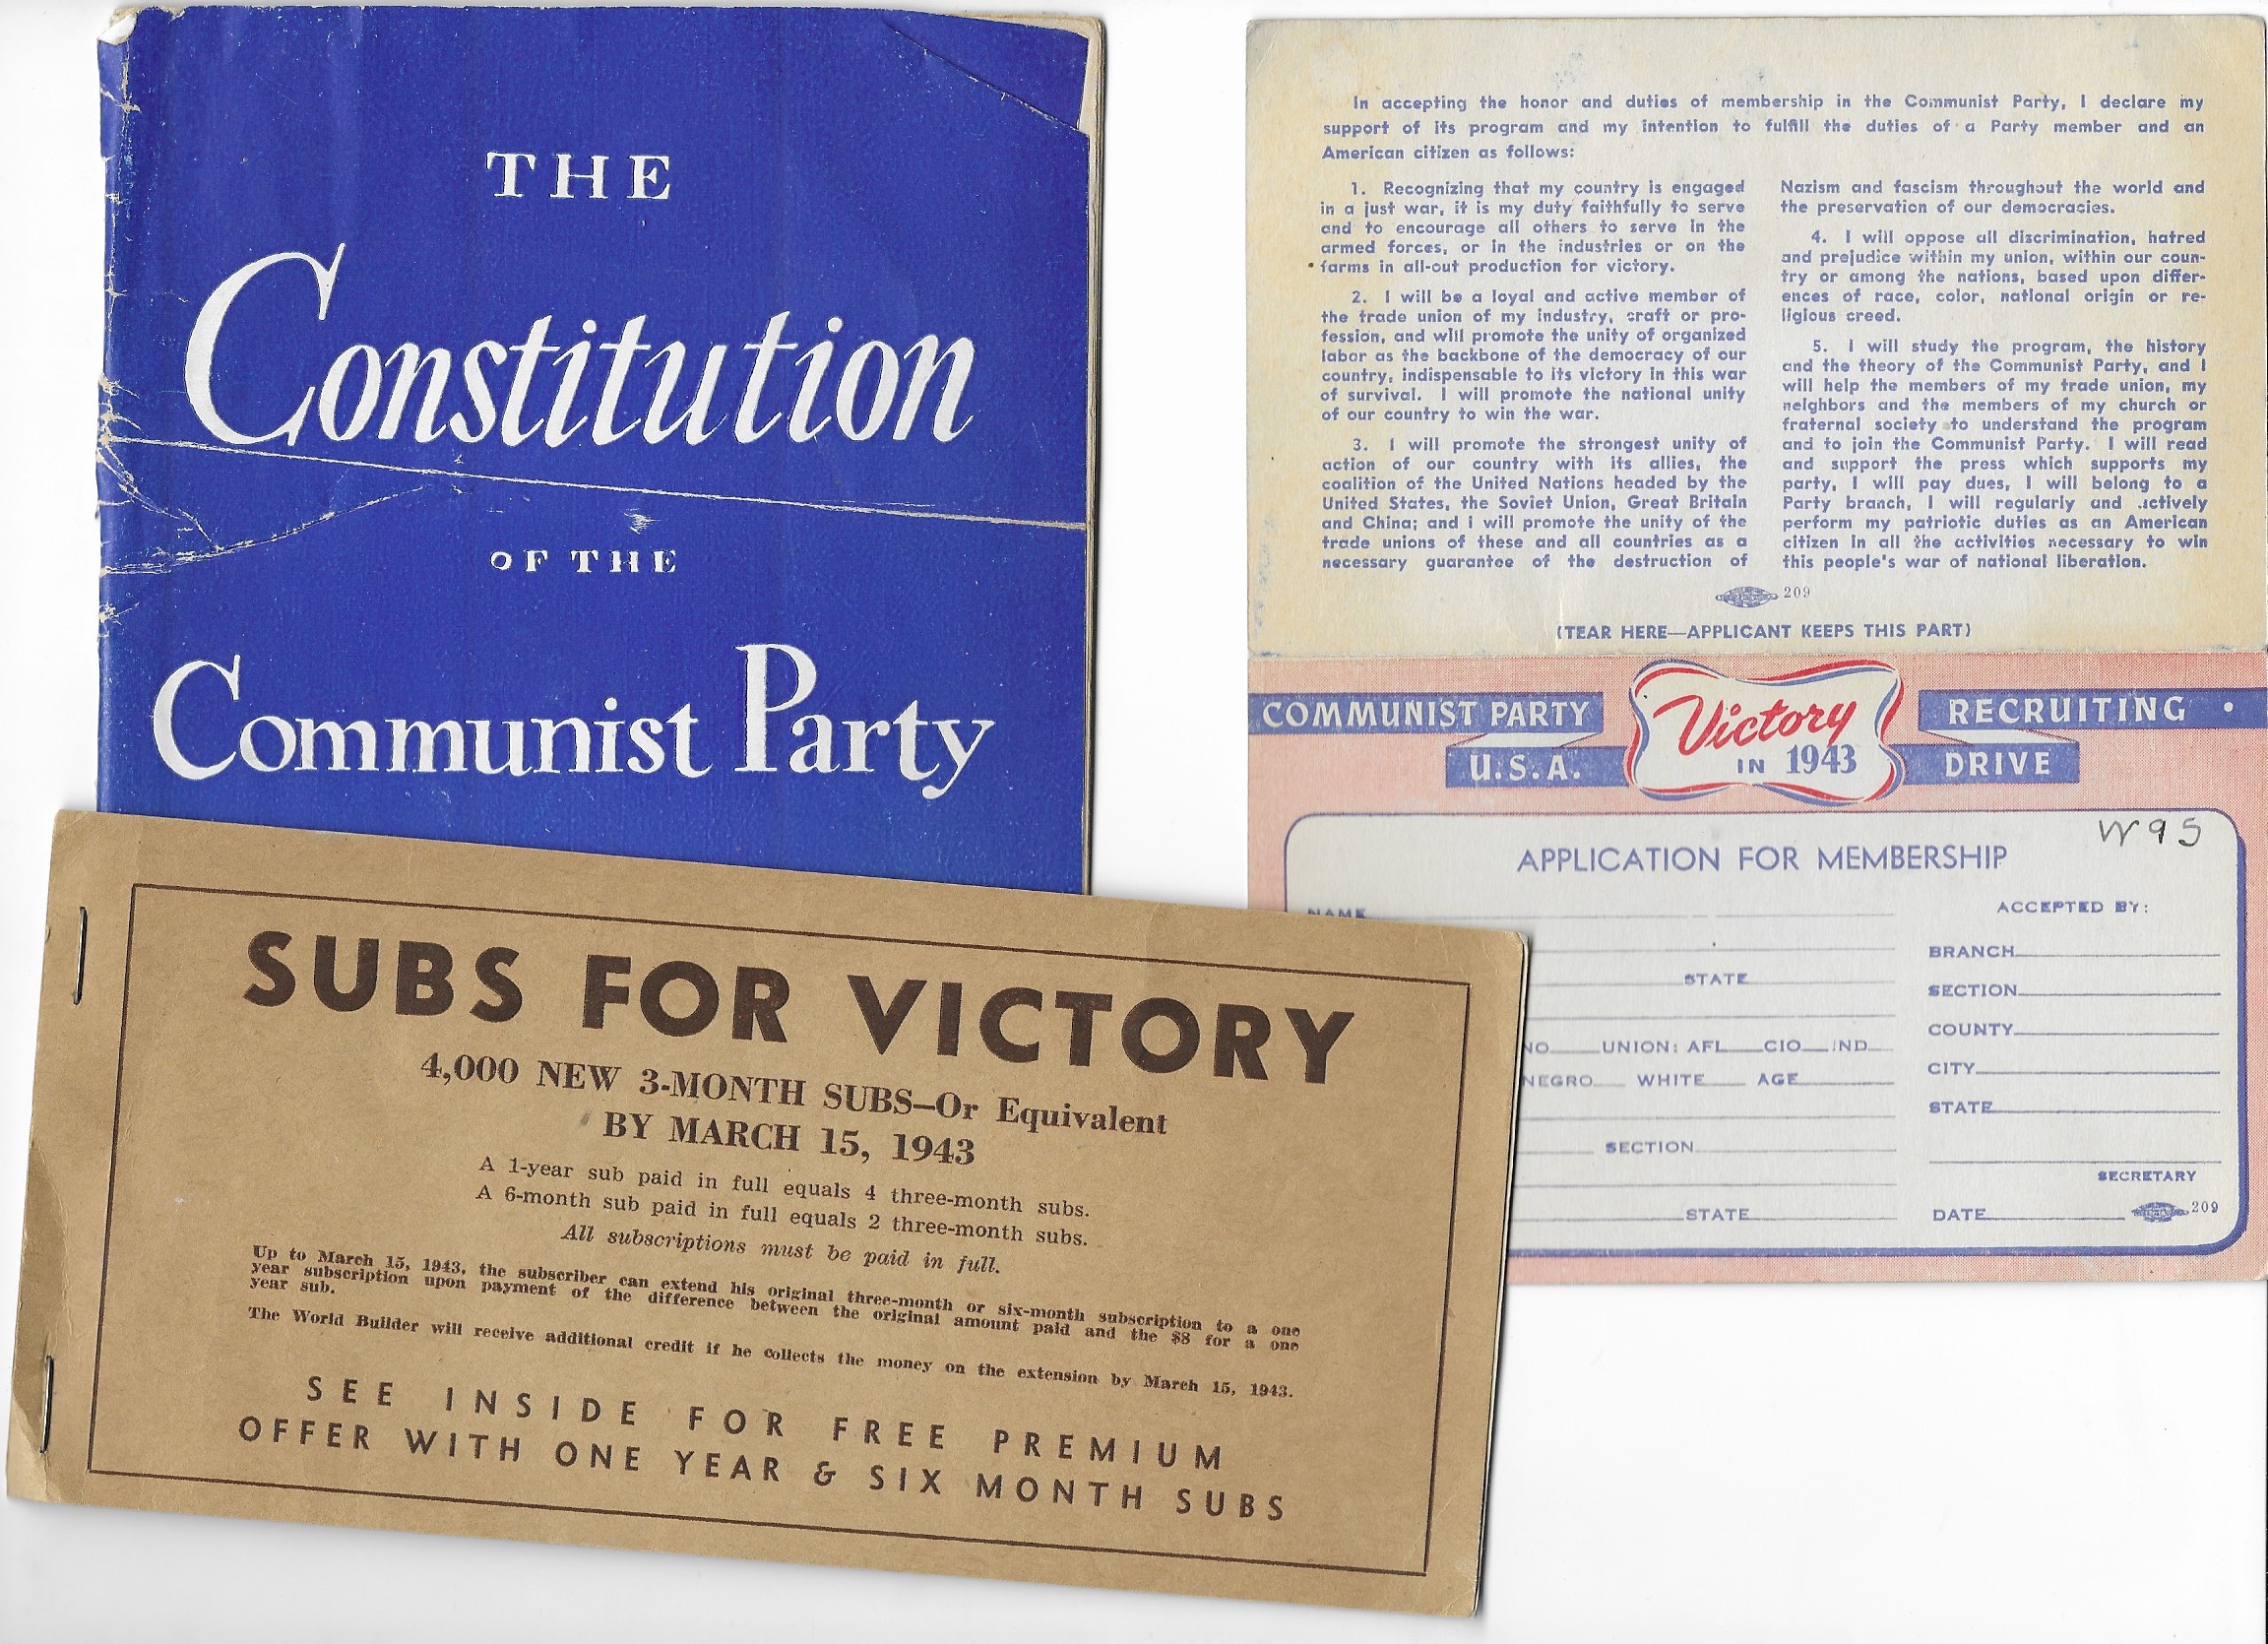 THE
Constitution
OF THE
Communist Party
SUBS FOR VICTORY
4,000 NEW 3-MONTH SUBS—Or Equivalent
BY MARCH 15, 1943
A 1-year sub paid in full equals 4 three-month subs.
A 6-month sub paid in full equals 2 three-month subs.
All subscriptions must be paid in full.
Up to March 15, 1943, the subscriber can extend his original three-month or six-month subscription to a one
year subscription upon payment of the difference between the original amount paid and the $8 for a one
year sub.
The World Builder will receive additional credit if he collects the money on the extension by March 15, 1943.
SEE INSIDE FOR FREE PREMIUM
OFFER WITH ONE YEAR & SIX MONTH SUBS
In accepting the honor and duties of membership in the Communist Party, I declare my
support of its program and my intention to fulfill the duties of a Party member and an
American citizen as follows:
1. Recognizing that my country is engaged
in a just war, it is my duty faithfully to serve
and to encourage all others to serve in the
armed forces, or in the industries or on the
farms in all-out production for victory.
2. I will be a loyal and active member of
the trade union of my industry, craft or pro-
fession, and will promote the unity of organized
labor as the backbone of the democracy of our
country, indispensable to its victory in this war
of survival. I will promote the national unity
of our country to win the war.
3. I will promote the strongest unity of
action of our country with its allies, the
coalition of the United Nations headed by the
United States, the Soviet Union, Great Britain
and China; and I will promote the unity of the
trade unions of these and all countries as a
necessary guarantee of the destruction of
Nazism and fascism throughout the world and
the preservation of our democracies.
4. I will oppose all discrimination, hatred
and prejudice within my union, within our coun-
try or among the nations, based upon differ-
ences of race, color, national origin or re-
ligious creed.
5. I will study the program, the history
and the theory of the Communist Party, and I
will help the members of my trade union, my
neighbors and the members of my church or
fraternal society to understand the program
and to join the Communist Party. I will read
and support the press which supports my
party, I will pay dues, I will belong to a
Party branch, I will regularly and actively
perform my patriotic duties as an American
citizen in all the activities necessary to win
this people's war of national liberation.
209
(TEAR HERE—APPLICANT KEEPS THIS PART)
COMMUNIST PARTY
U.S.A.
Victory
IN 1943
RECRUITING •
DRIVE
W95
APPLICATION FOR MEMBERSHIP
NAME
STATE
NO UNION: AFL CIO IND
NEGRO WHITE AGE
SECTION
STATE
ACCEPTED BY:
BRANCH
SECTION
COUNTY
CITY
STATE
SECRETARY
DATE 209